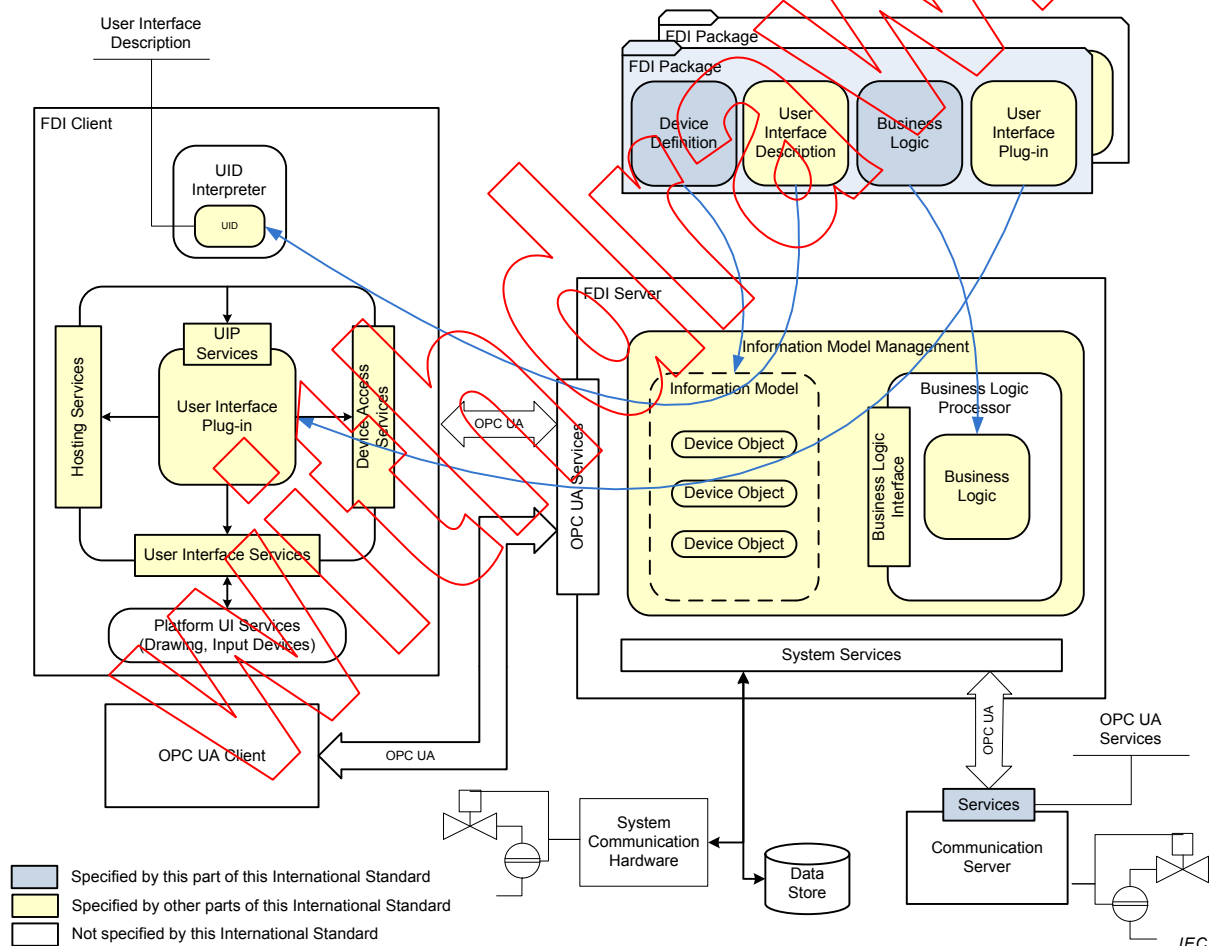 User Interface
Description
FDI Package
FDI Package
Device
Definition
User
Interface
Description
Business
Logic
User
Interface
Plug-in
FDI Client
UID
Interpreter
UID
UIP
Services
Hosting Services
User Interface
Plug-in
Device Access
Services
User Interface Services
Platform UI Services
(Drawing, Input Devices)
OPC UA
OPC UA Services
FDI Server
Information Model Management
Information Model
Device Object
Device Object
Device Object
Business Logic
Processor
Business Logic
Interface
Business
Logic
System Services
OPC UA Client
OPC UA
OPC UA
OPC UA
Services
Services
Communication
Server
System
Communication
Hardware
Data
Store
Specified by this part of this International Standard
Specified by other parts of this International Standard
Not specified by this International Standard
IEC